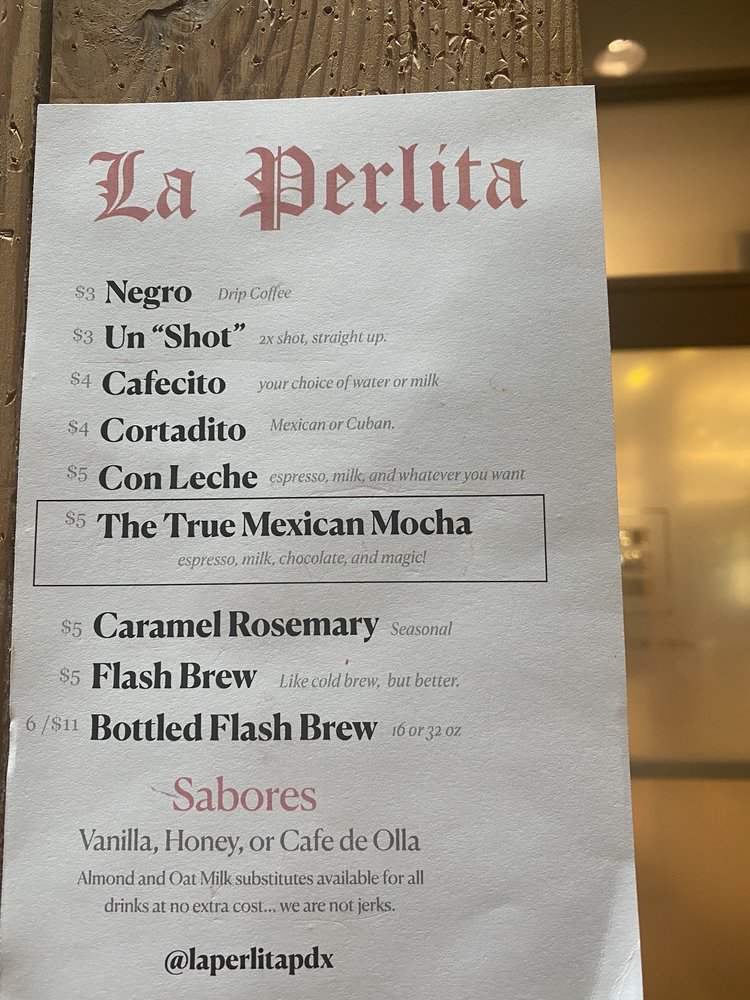 La Perlita
$3 Negro Drip Coffee
$3 Un “Shot” 2x shot, straight up.
$4 Cafecito your choice of water or milk
$4 Cortadito Mexican or Cuban.
$5 Con Leche espresso, milk, and whatever you want
$5 The True Mexican Mocha
espresso, milk, chocolate, and magic!
$5 Caramel Rosemary Seasonal
$5 Flash Brew Like cold brew, but better.
6 /$11 Bottled Flash Brew 16 or 32 oz
Sabores
Vanilla, Honey, or Cafe de Olla
Almond and Oat Milk substitutes available for all
drinks at no extra cost... we are not jerks.
@laperlitapdx